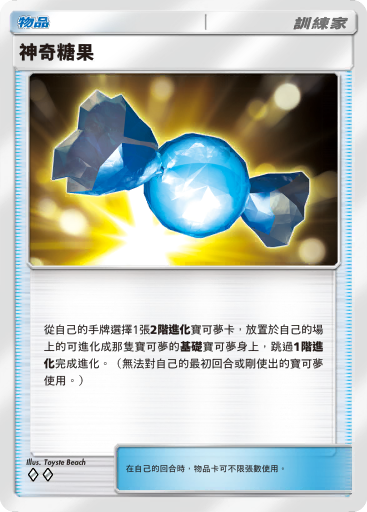 物品
訓練家
神奇糖果
從自己的手牌選擇1張2階進化寶可夢卡，放置於自己的場
上的可進化成那隻寶可夢的基礎寶可夢身上，跳過1階進
化完成進化。（無法對自己的最初回合或剛使出的寶可夢
使用。）
Illus. Toyste Beach
在自己的回合時，物品卡可不限張數使用。